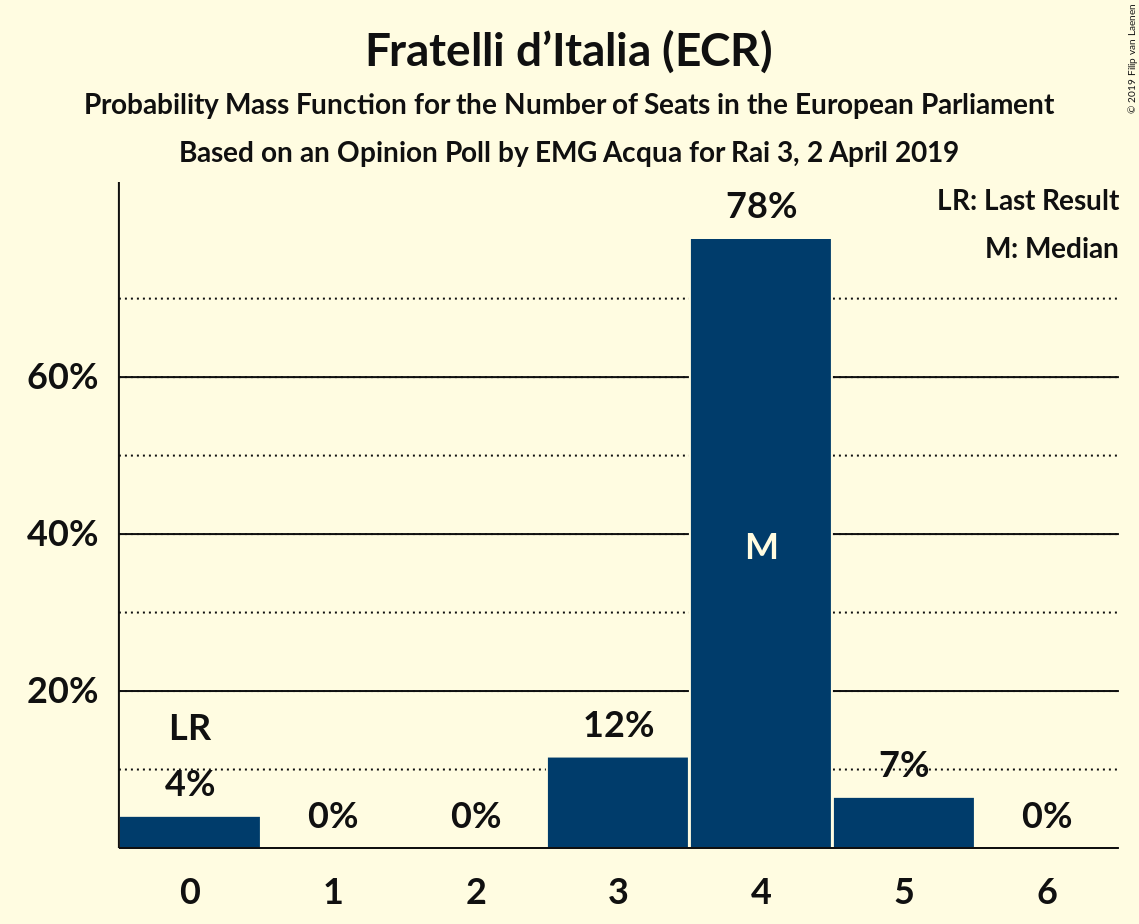 Fratelli d’Italia (ECR)
Probability Mass Function for the Number of Seats in the European Parliament
Based on an Opinion Poll by EMG Acqua for Rai 3, 2 April 2019
© 2019 Filip van Laenen
LR: Last Result
M: Median
78%
60%
40%
M
20%
LR
12%
4%
7%
0%
0%
0%
0 1 2 3 4 5 6